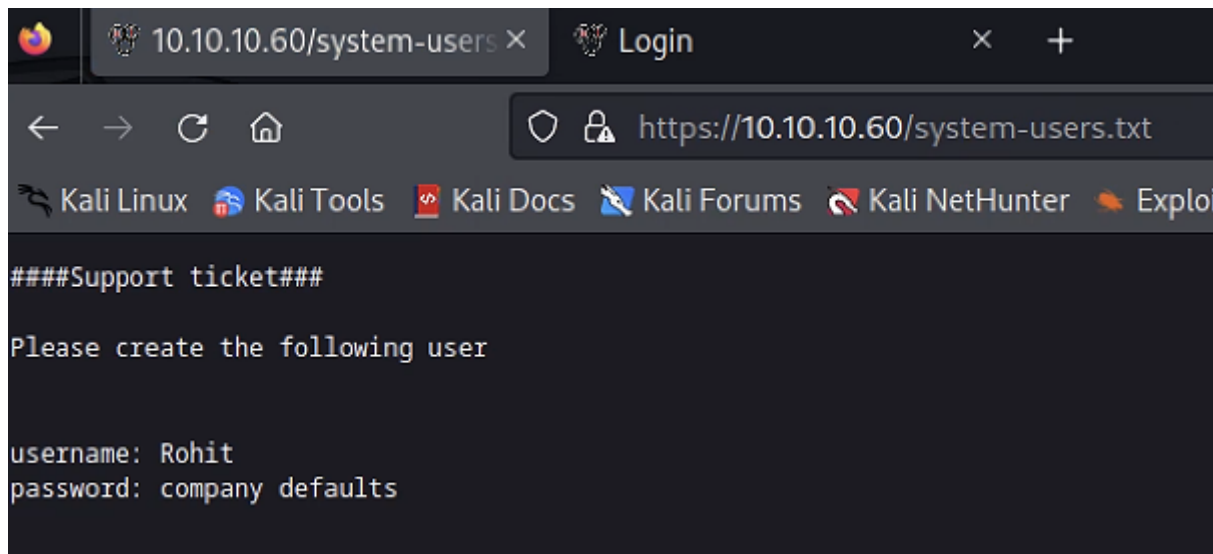 10.10.10.60/system-users
Login
https://10.10.10.60/system-users.txt
Kali Linux Kali Tools Kali Docs Kali Forums Kali NetHunter
####Support ticket###
Please create the following user
username: Rohit
password: company defaults